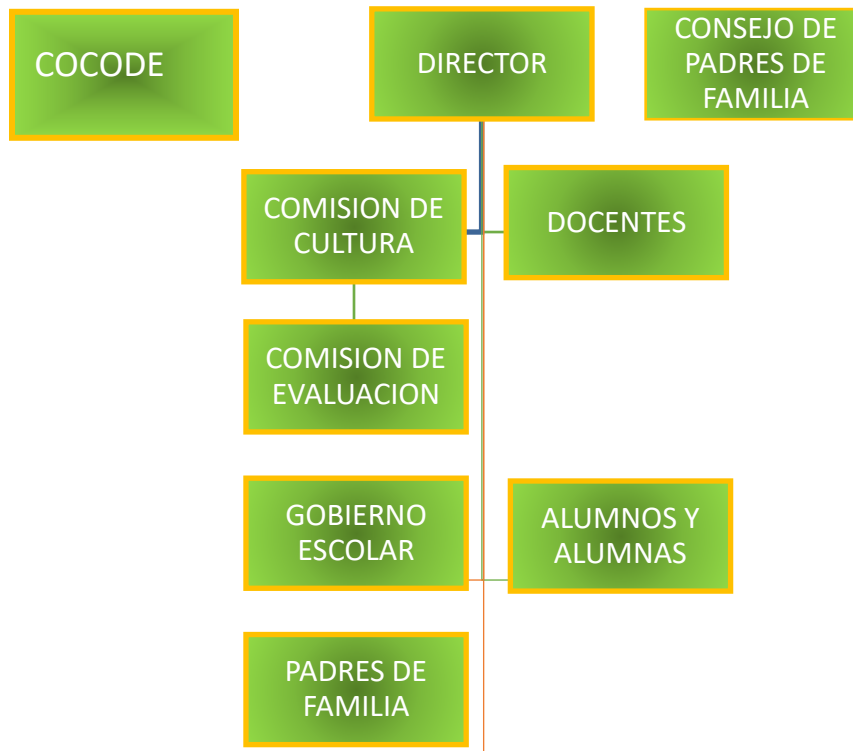 COCODE
DIRECTOR
CONSEJO DE
PADRES DE
FAMILIA
COMISION DE
CULTURA
DOCENTES
COMISION DE
EVALUACION
GOBIERNO
ESCOLAR
ALUMNOS Y
ALUMNAS
PADRES DE
FAMILIA